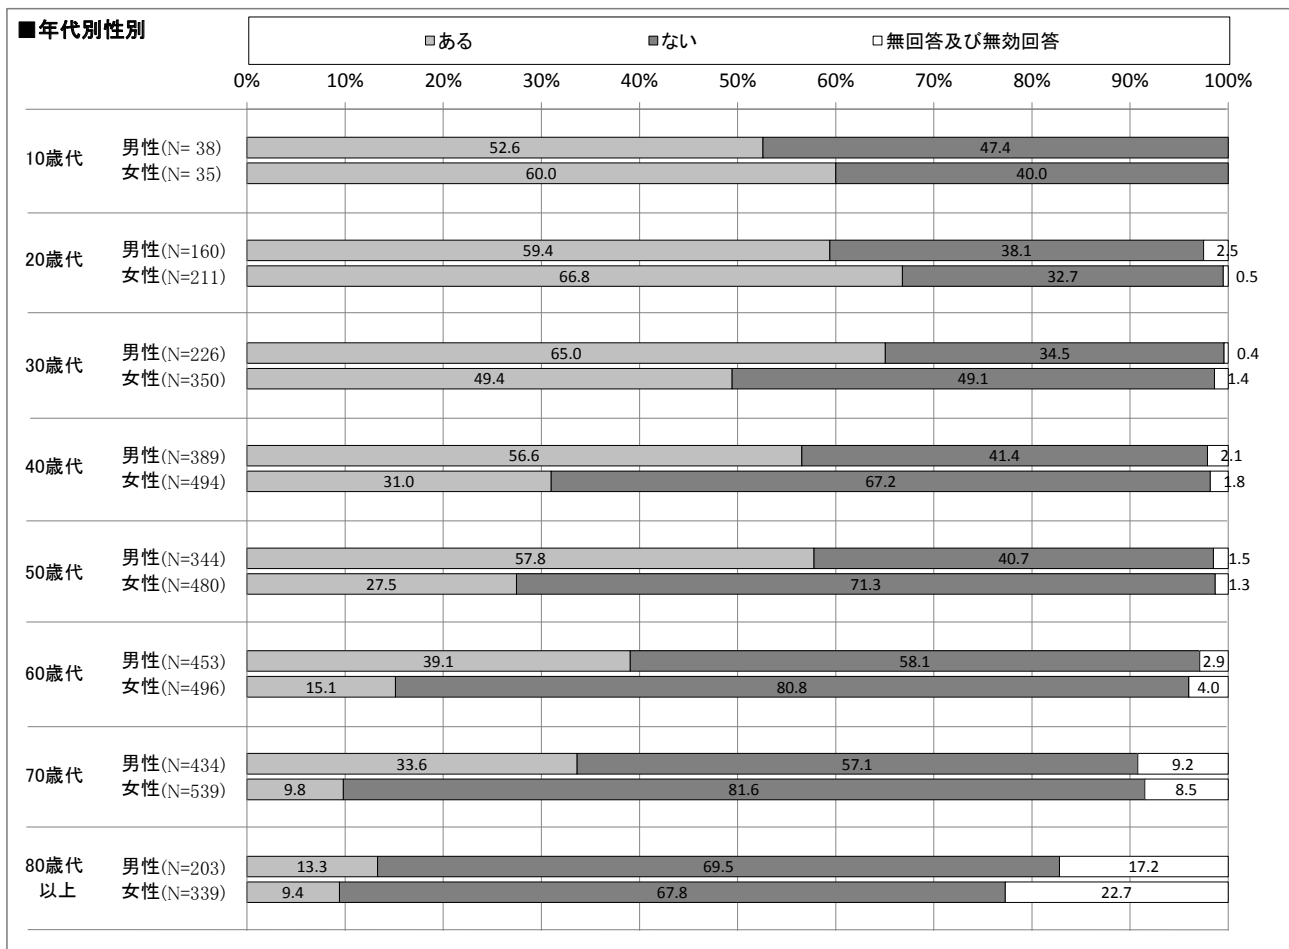 ■年代別性別
■ある ■ない □無回答及び無効回答
0% 10% 20% 30% 40% 50% 60% 70% 80% 90% 100%
10歳代
男性(N= 38) 52.6 47.4
女性(N= 35) 60.0 40.0
20歳代
男性(N=160) 59.4 38.1 2.5
女性(N=211) 66.8 32.7 0.5
30歳代
男性(N=226) 65.0 34.5 0.4
女性(N=350) 49.4 49.1 1.4
40歳代
男性(N=389) 56.6 41.4 2.1
女性(N=494) 31.0 67.2 1.8
50歳代
男性(N=344) 57.8 40.7 1.5
女性(N=480) 27.5 71.3 1.3
60歳代
男性(N=453) 39.1 58.1 2.9
女性(N=496) 15.1 80.8 4.0
70歳代
男性(N=434) 33.6 57.1 9.2
女性(N=539) 9.8 81.6 8.5
80歳代
以上
男性(N=203) 13.3 69.5 17.2
女性(N=339) 9.4 67.8 22.7